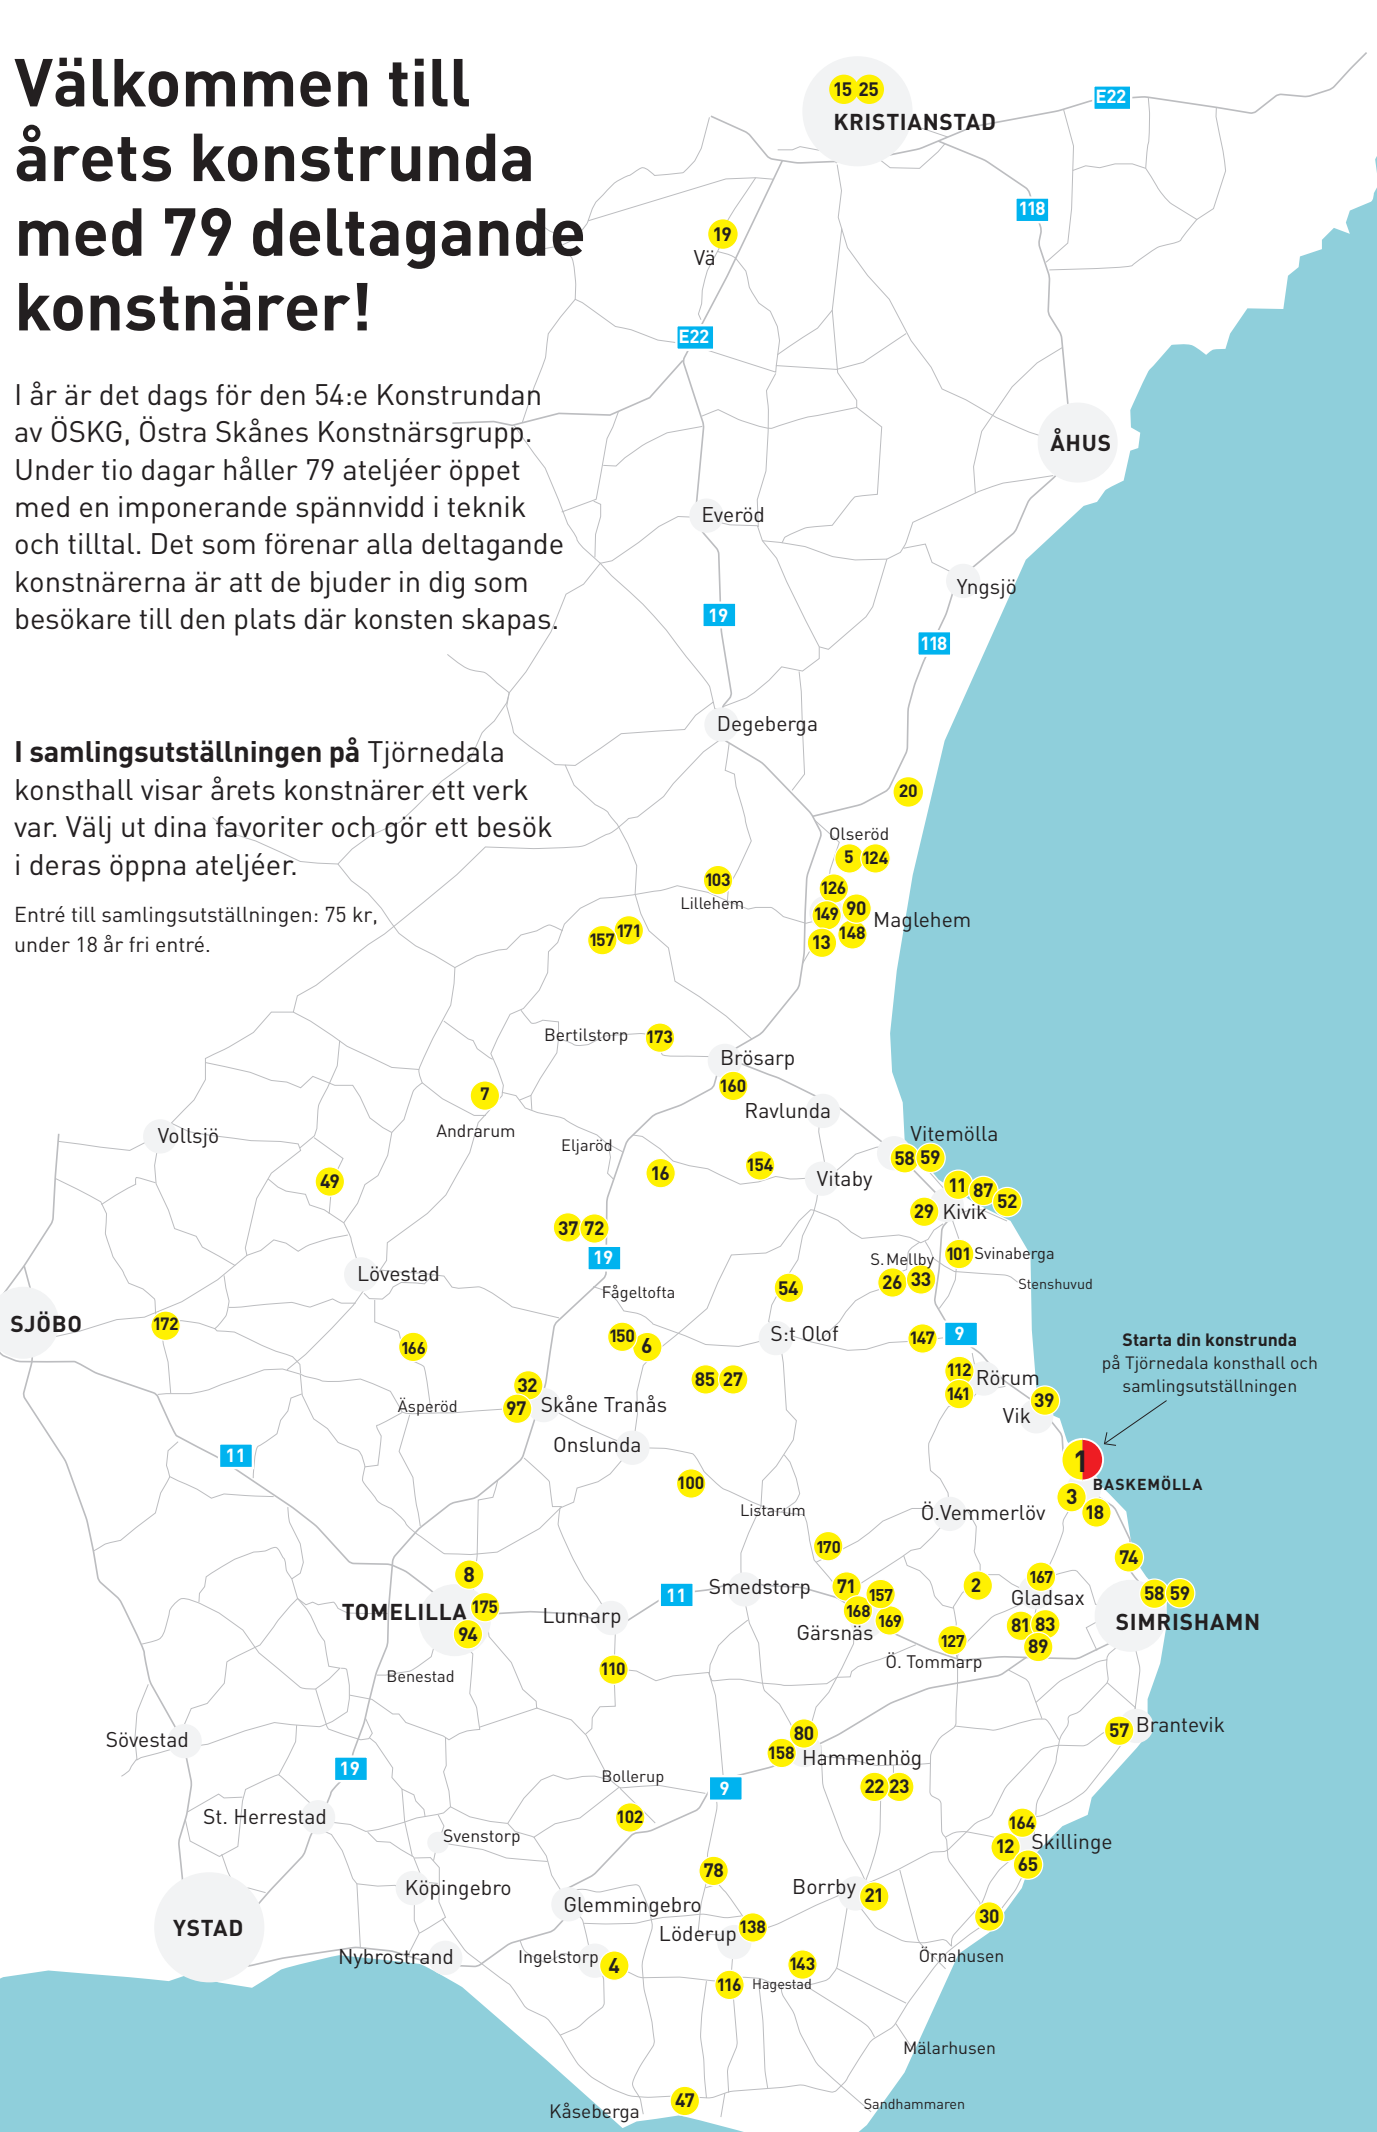 Välkommen till
årets konstrunda
med 79 deltagande
konstnärer!
I år är det dags för den 54:e Konstrundan
av ÖSKG, Östra Skånes Konstnärsgrupp.
Under tio dagar håller 79 ateljéer öppet
med en imponerande spännvidd i teknik
och tilltal. Det som förenar alla deltagande
konstnärerna är att de bjuder in dig som
besökare till den plats där konsten skapas.
I samlingsutställningen på Tjörnedala
konsthall visar årets konstnärer ett verk
var. Välj ut dina favoriter och gör ett besök
i deras öppna ateljéer.
Entré till samlingsutställningen: 75 kr,
under 18 år fri entré.
15 25
KRISTIANSTAD
E22
118
19
Vä
E22
ÅHUS
Everöd
Yngsjö
19
118
Degeberga
20
Olseröd
5 124
103
Lillehem
126
149 90
Maglehem
13 148
157 171
Bertilstorp 173
Brösarp
160
Ravlunda
7
Andrarum
Eljaröd
Vollsjö
49
16
154
Vitaby
Vitemölla
58 59
11 87 52
29 Kivik
37 72
19
S. Mellby
101 Svinaberga
26 33
Stenshuvud
Lövestad
Fågeltofta
54
SJÖBO
172
166
150 6
S:t Olof
147 9
Starta din konstrunda
på Tjörnedala konsthall och
samlingsutställningen
112
Rörum
141
39
Vik
85 27
32
97 Skåne Tranås
Äsperöd
Onslunda
11
1
BASKEMÖLLA
3
18
100
Listarum
Ö.Vemmerlöv
170
74
8
TOMELILLA 175
94
Lunnarp
11
Smedstorp
71 157
168 169
Gärsnäs
2
167
Gladsax
81 83
89
58 59
SIMRISHAMN
127
Ö. Tommarp
110
Benestad
Sövestad
80
158
Hammenhög
57 Brantevik
19
Bollerup
9
22 23
102
St. Herrestad
Svenstorp
164
12 Skillinge
65
78
Köpingebro
Borrby 21
Glemmingebro
30
YSTAD
Löderup 138
Nybrostrand
Ingelstorp 4
143
Örnahusen
116 Hagestad
Mälarhusen
47
Kåseberga
Sandhammaren